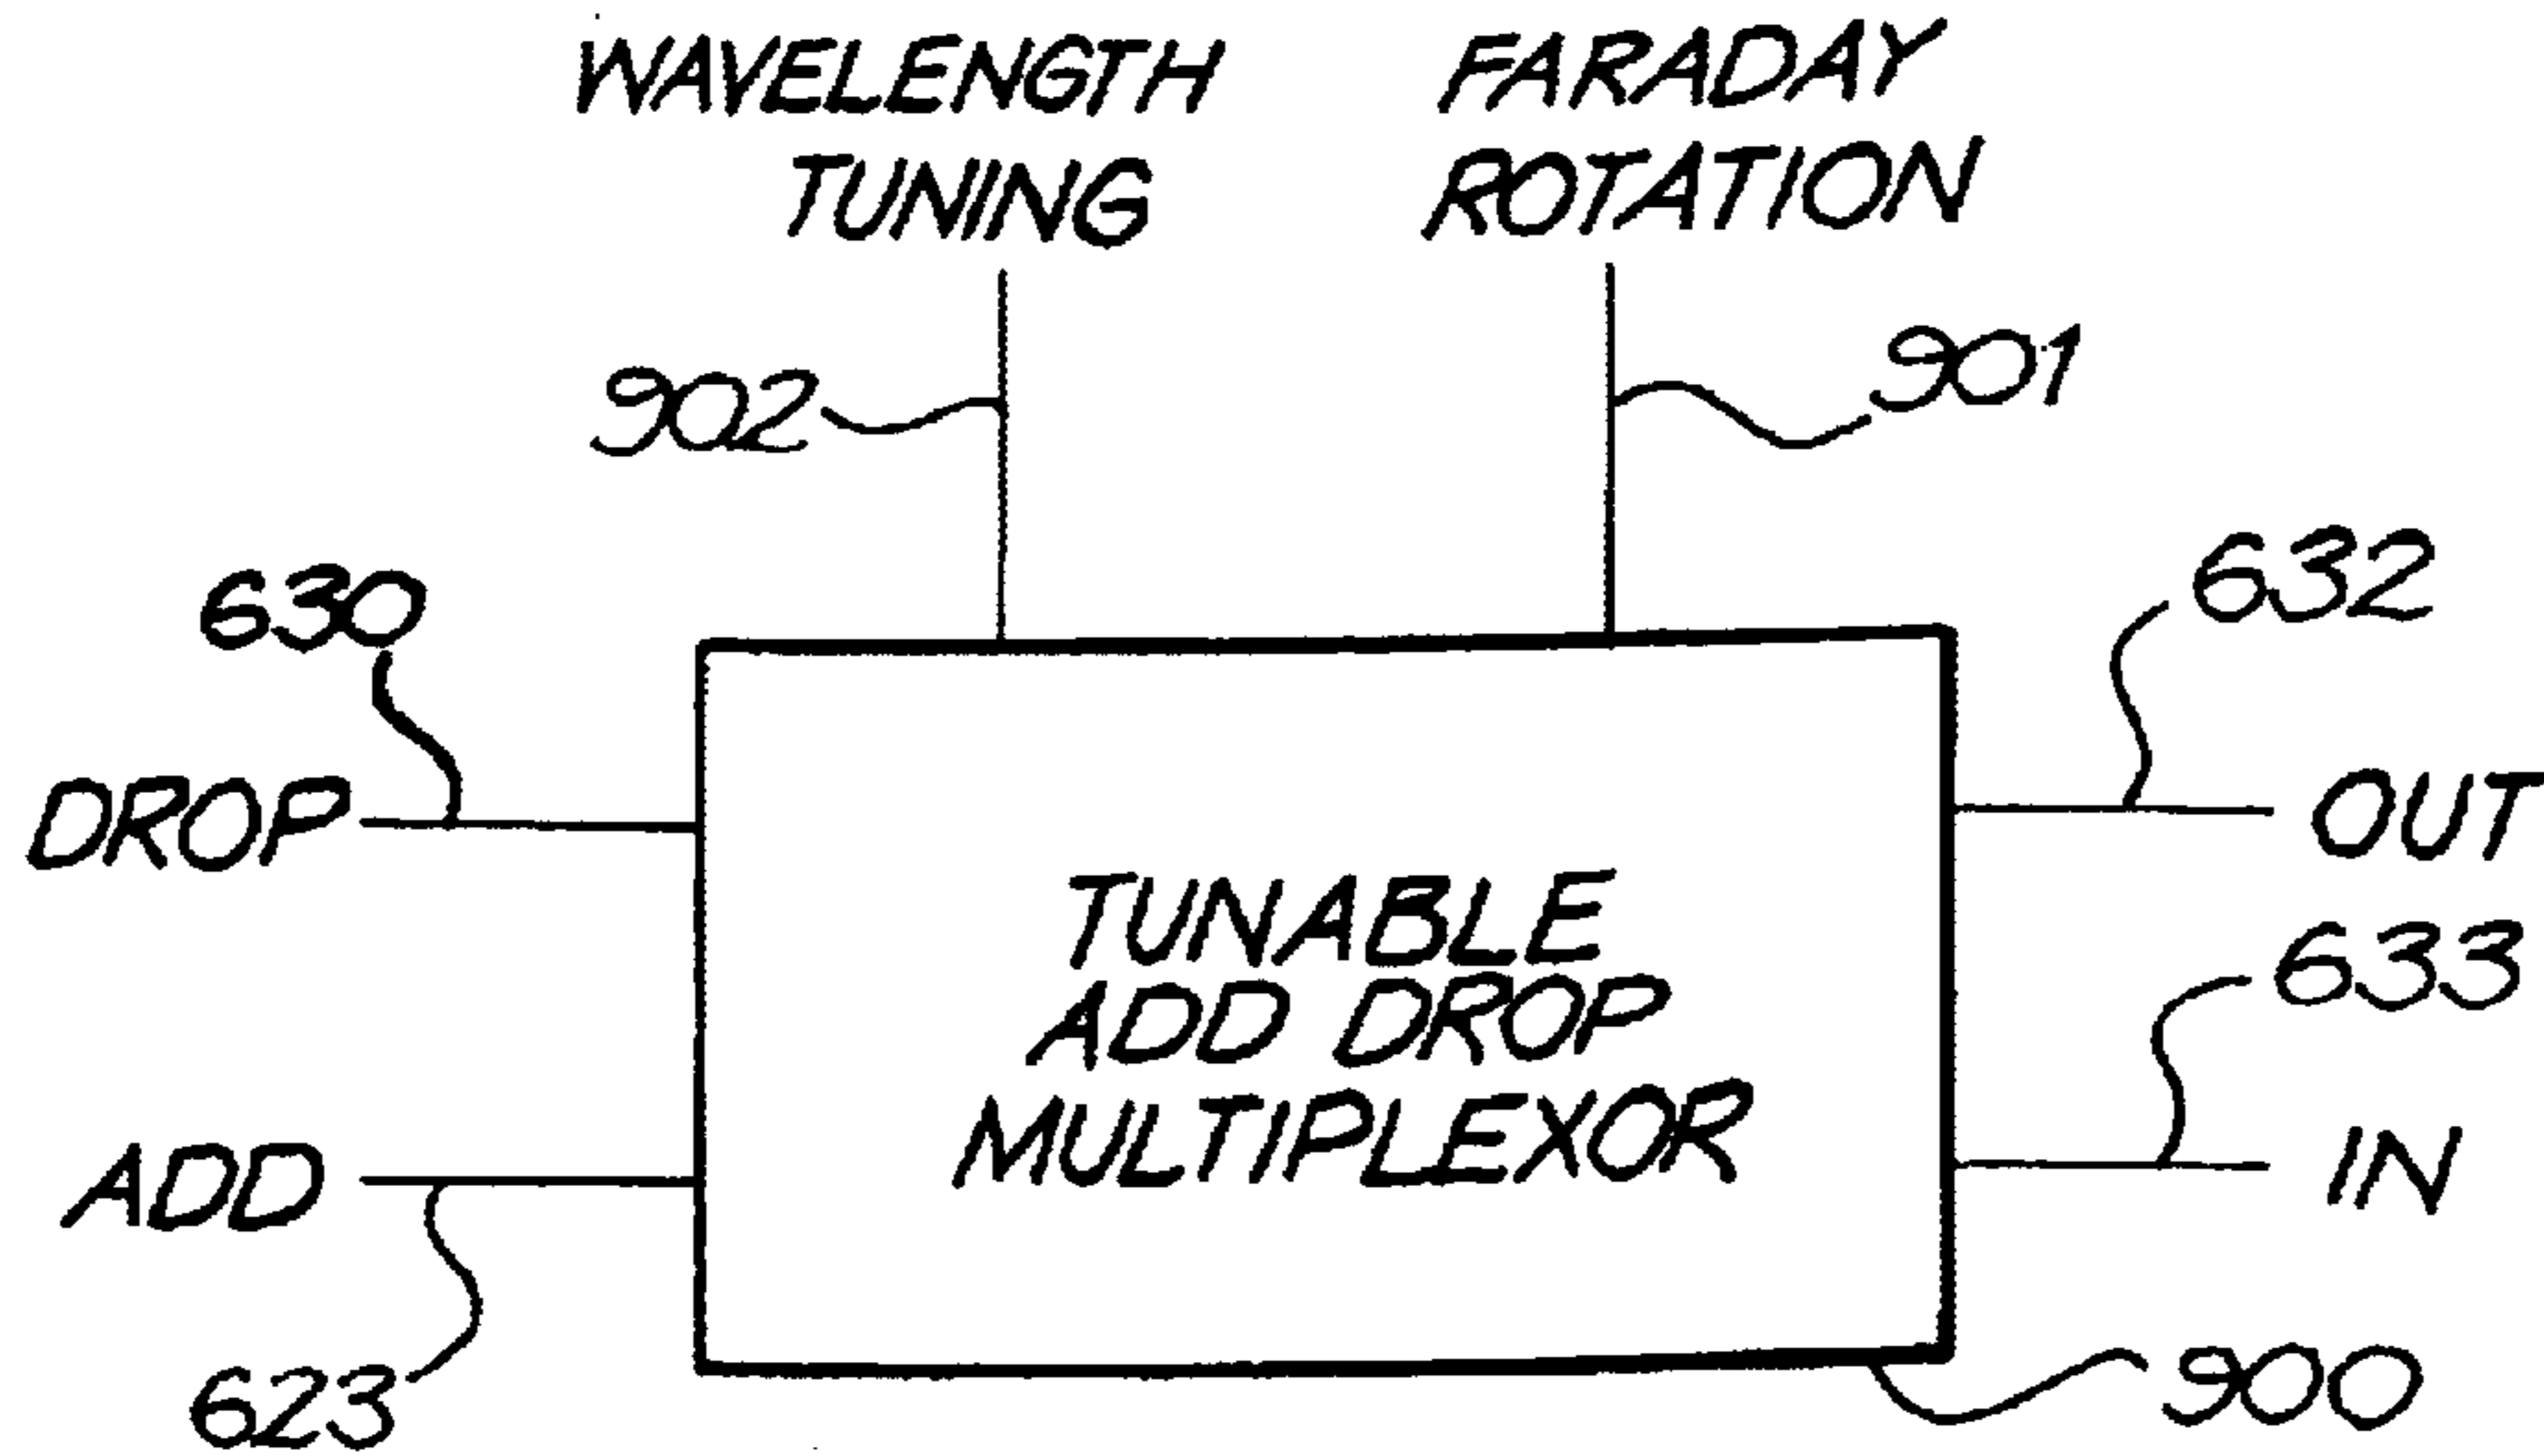 WAVELENGTH
TUNING
FARADAY
ROTATION
902
901
630
632
DROP
OUT
TUNABLE
ADD DROP
MULTIPLEXOR
633
ADD
IN
623
900